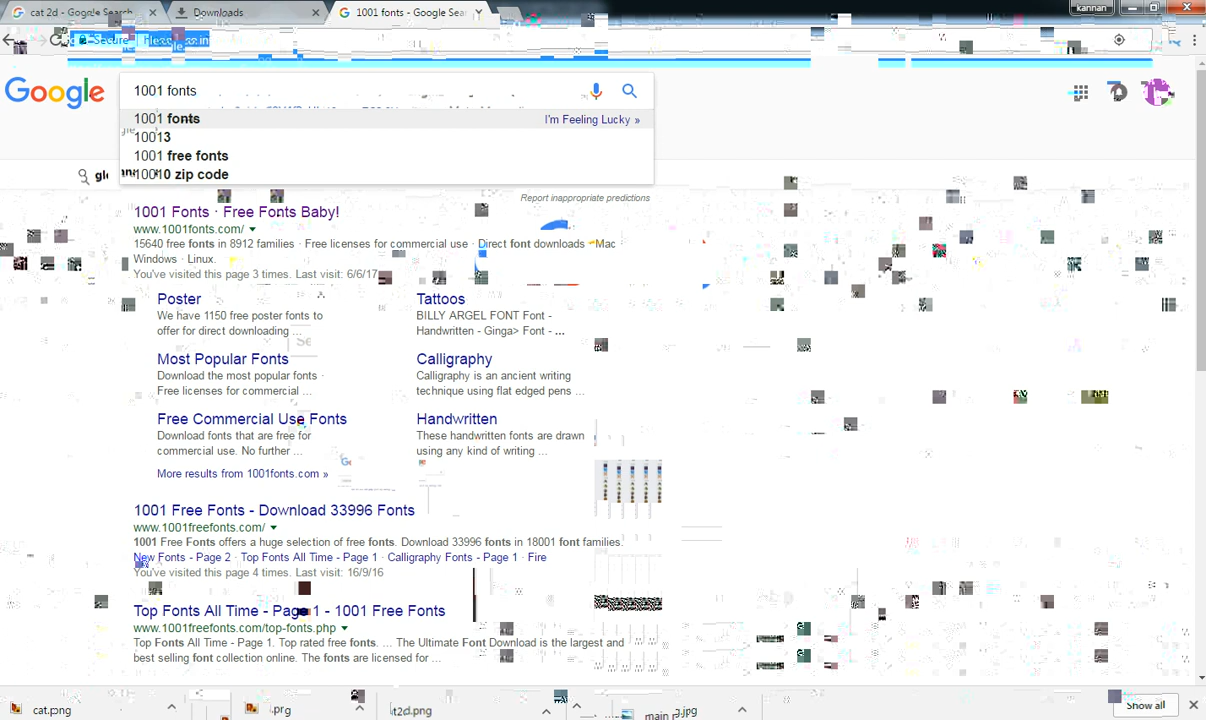 cat 2d - Google Search
Downloads
1001 fonts - Google Sea
kannan
Secure
Google
1001 fonts
1001 fonts
I'm Feeling Lucky »
10013
1001 free fonts
10010 zip code
Report inappropriate predictions
1001 Fonts · Free Fonts Baby!
www.1001fonts.com/
15640 free fonts in 8912 families · Free licenses for commercial use · Direct font downloads · Mac
Windows · Linux.
You've visited this page 3 times. Last visit: 6/6/17
Poster
We have 1150 free poster fonts to
offer for direct downloading ...
Tattoos
BILLY ARGEL FONT Font -
Handwritten - Ginga> Font - ...
Most Popular Fonts
Download the most popular fonts ·
Free licenses for commercial ...
Calligraphy
Calligraphy is an ancient writing
technique using flat edged pens ...
Free Commercial Use Fonts
Download fonts that are free for
commercial use. No further ...
Handwritten
These handwritten fonts are drawn
using any kind of writing ...
More results from 1001fonts.com »
1001 Free Fonts - Download 33996 Fonts
www.1001freefonts.com/
1001 Free Fonts offers a huge selection of free fonts. Download 33996 fonts in 18001 font families.
New Fonts - Page 2 · Top Fonts All Time - Page 1 · Calligraphy Fonts - Page 1 · Fire
You've visited this page 4 times. Last visit: 16/9/16
Top Fonts All Time - Page 1 - 1001 Free Fonts
www.1001freefonts.com/top-fonts.php
Top Fonts All Time - Page 1. Top rated free fonts. ... The Ultimate Font Download is the largest and
best selling font collection online. The fonts are licensed for ...
cat.png
t2d.png
main
.jpg
Show all